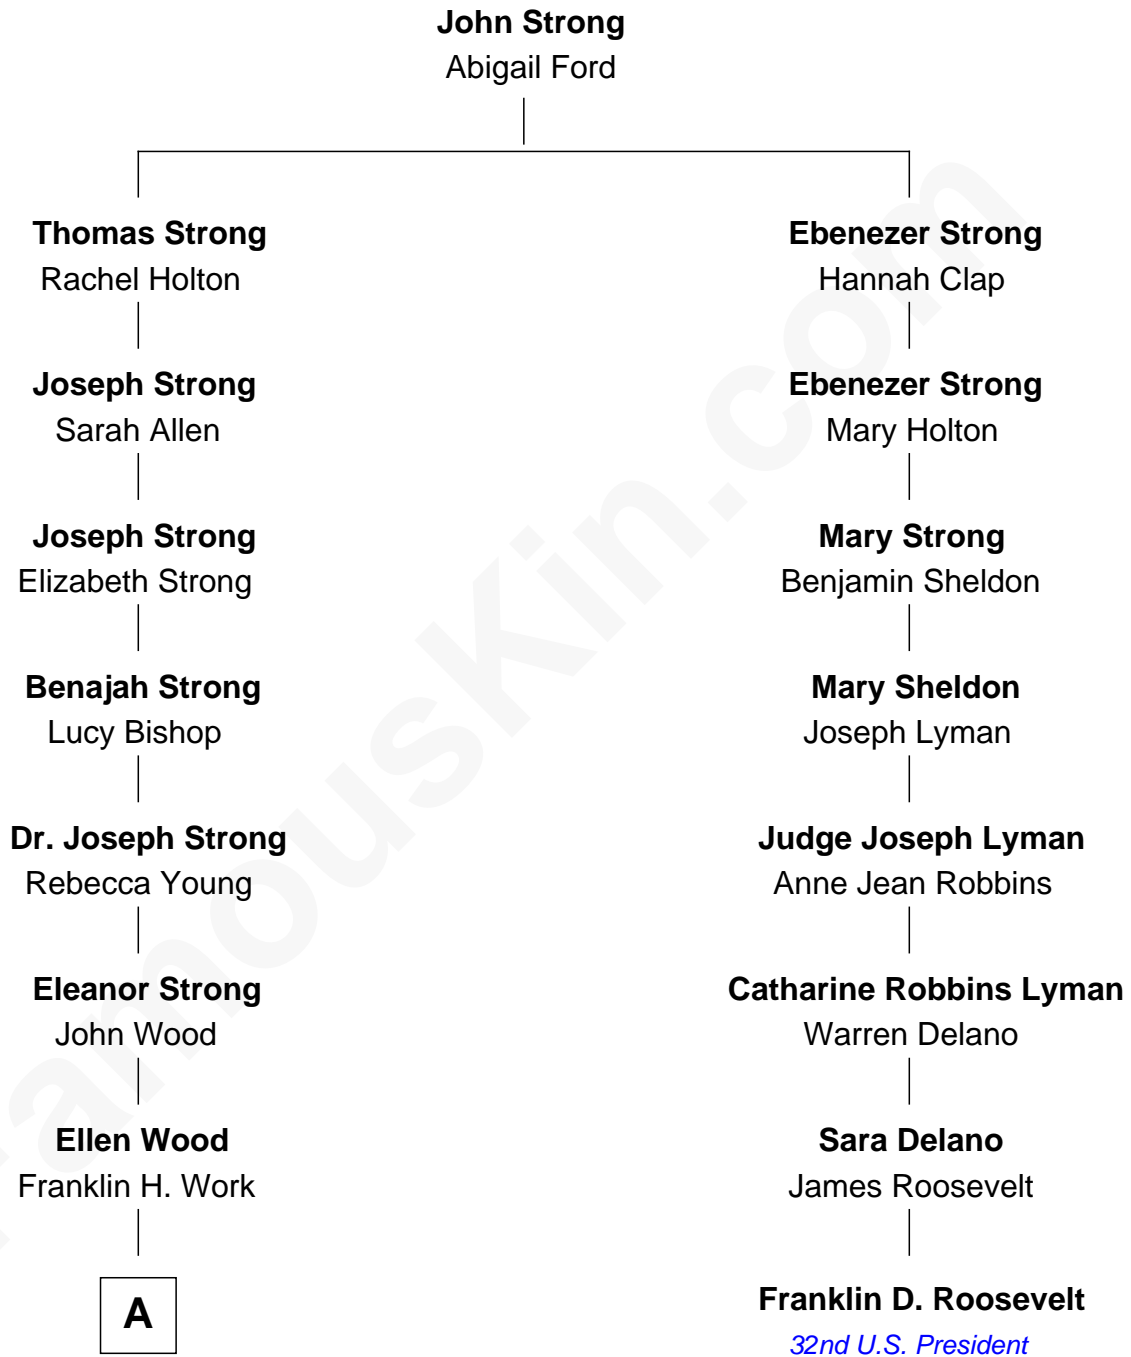 John Strong
Abigail Ford
Thomas Strong
Rachel Holton
Joseph Strong
Sarah Allen
Joseph Strong
Elizabeth Strong
Benajah Strong
Lucy Bishop
Dr. Joseph Strong
Rebecca Young
Eleanor Strong
John Wood
Ellen Wood
Franklin H. Work
A
Ebenezer Strong
Hannah Clap
Ebenezer Strong
Mary Holton
Mary Strong
Benjamin Sheldon
Mary Sheldon
Joseph Lyman
Judge Joseph Lyman
Anne Jean Robbins
Catharine Robbins Lyman
Warren Delano
Sara Delano
James Roosevelt
Franklin D. Roosevelt
32nd U.S. President
FamousKin.com